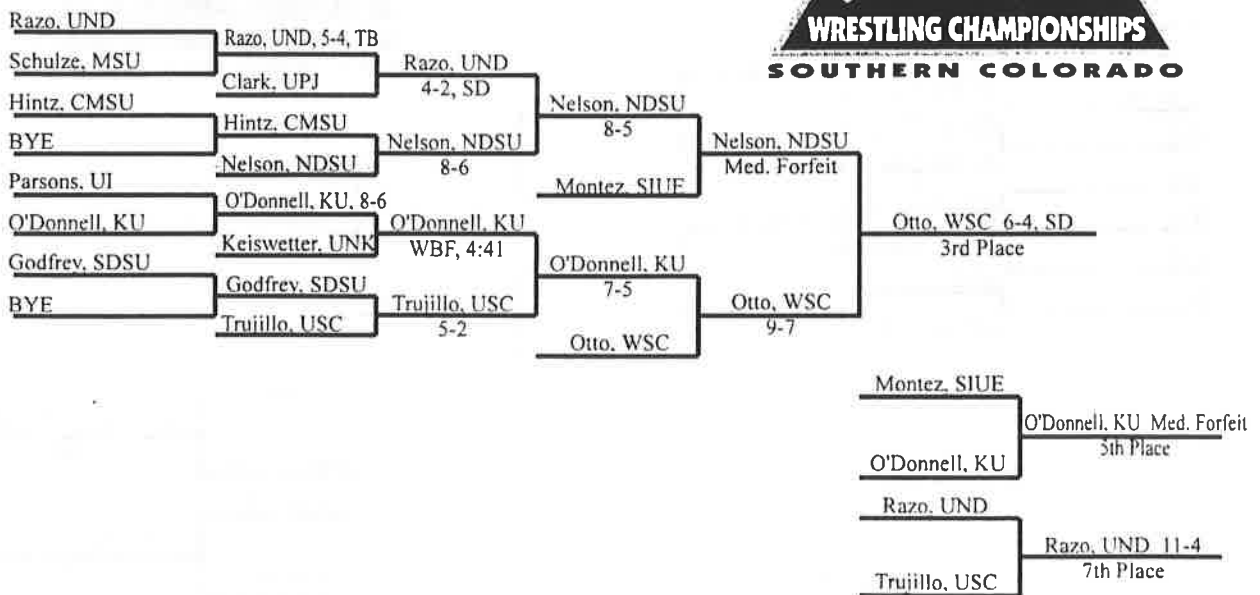 WRESTLING CHAMPIONSHIPS
SOUTHERN COLORADO
Razo, UND
Schulze, MSU
Hintz, CMSU
BYE
Parsons, UI
O'Donnell, KU
Godfrey, SDSU
BYE
Razo, UND, 5-4, TB
Clark, UPJ
Hintz, CMSU
Nelson, NDSU
O'Donnell, KU, 8-6
Keiswetter, UNK
Godfrey, SDSU
Trujillo, USC
Razo, UND
4-2, SD
Nelson, NDSU
8-6
O'Donnell, KU
WBF, 4:41
Trujillo, USC
5-2
Nelson, NDSU
8-5
Montez, SIUE
O'Donnell, KU
7-5
Otto, WSC
Nelson, NDSU
Med. Forfeit
Otto, WSC
9-7
Otto, WSC 6-4, SD
3rd Place
Montez, SIUE
O'Donnell, KU
O'Donnell, KU Med. Forfeit
5th Place
Razo, UND
Trujillo, USC
Razo, UND 11-4
7th Place